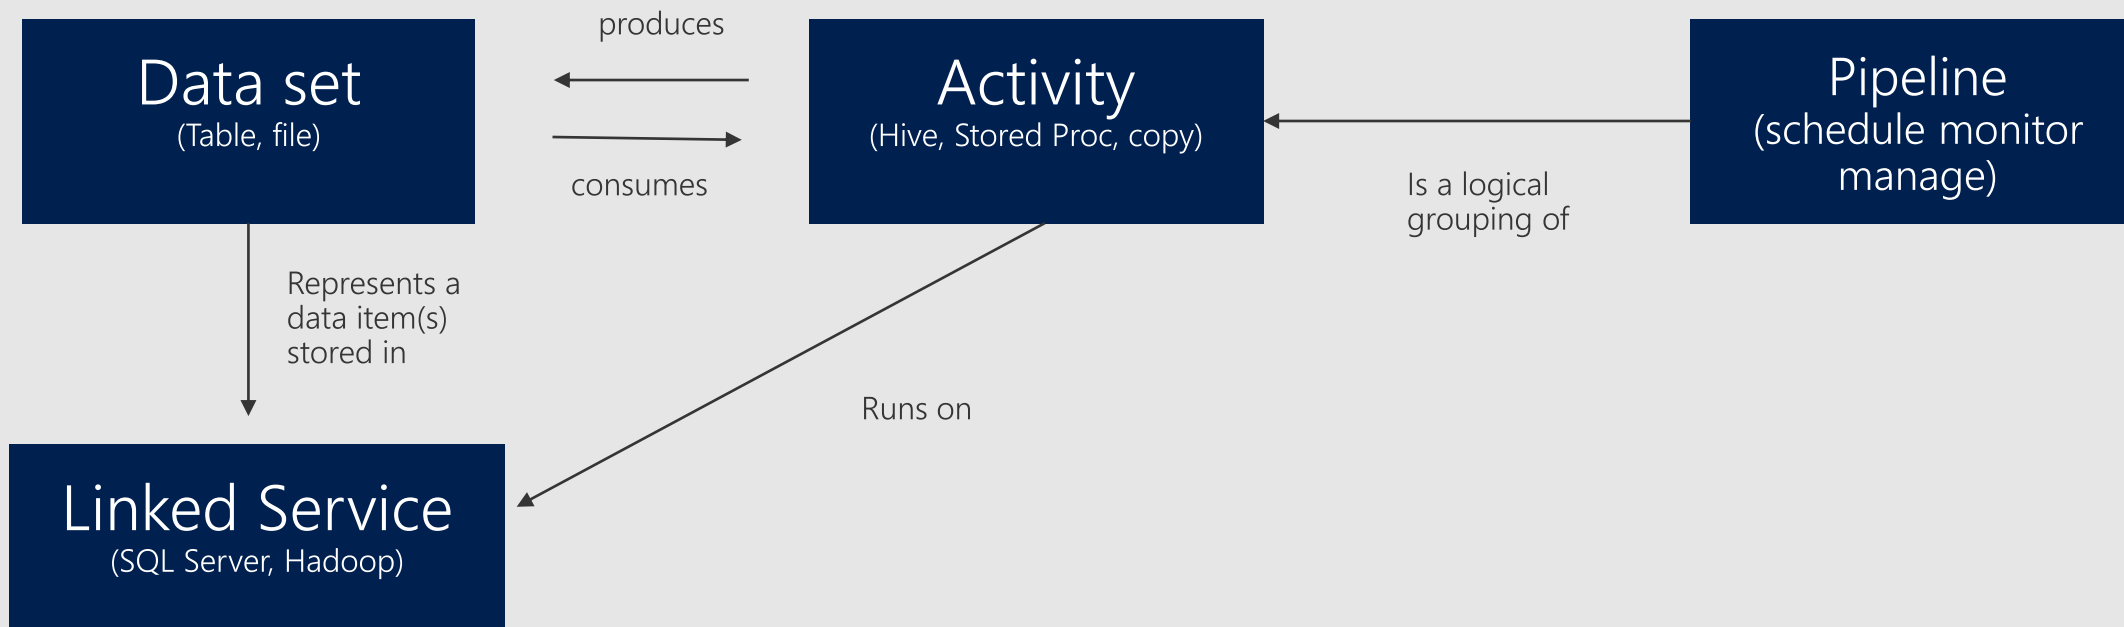 produces
Data set
(Table, file)
Activity
(Hive, Stored Proc, copy)
Pipeline
(schedule monitor
manage)
consumes
Is a logical
grouping of
Represents a
data item(s)
stored in
Runs on
Linked Service
(SQL Server, Hadoop)